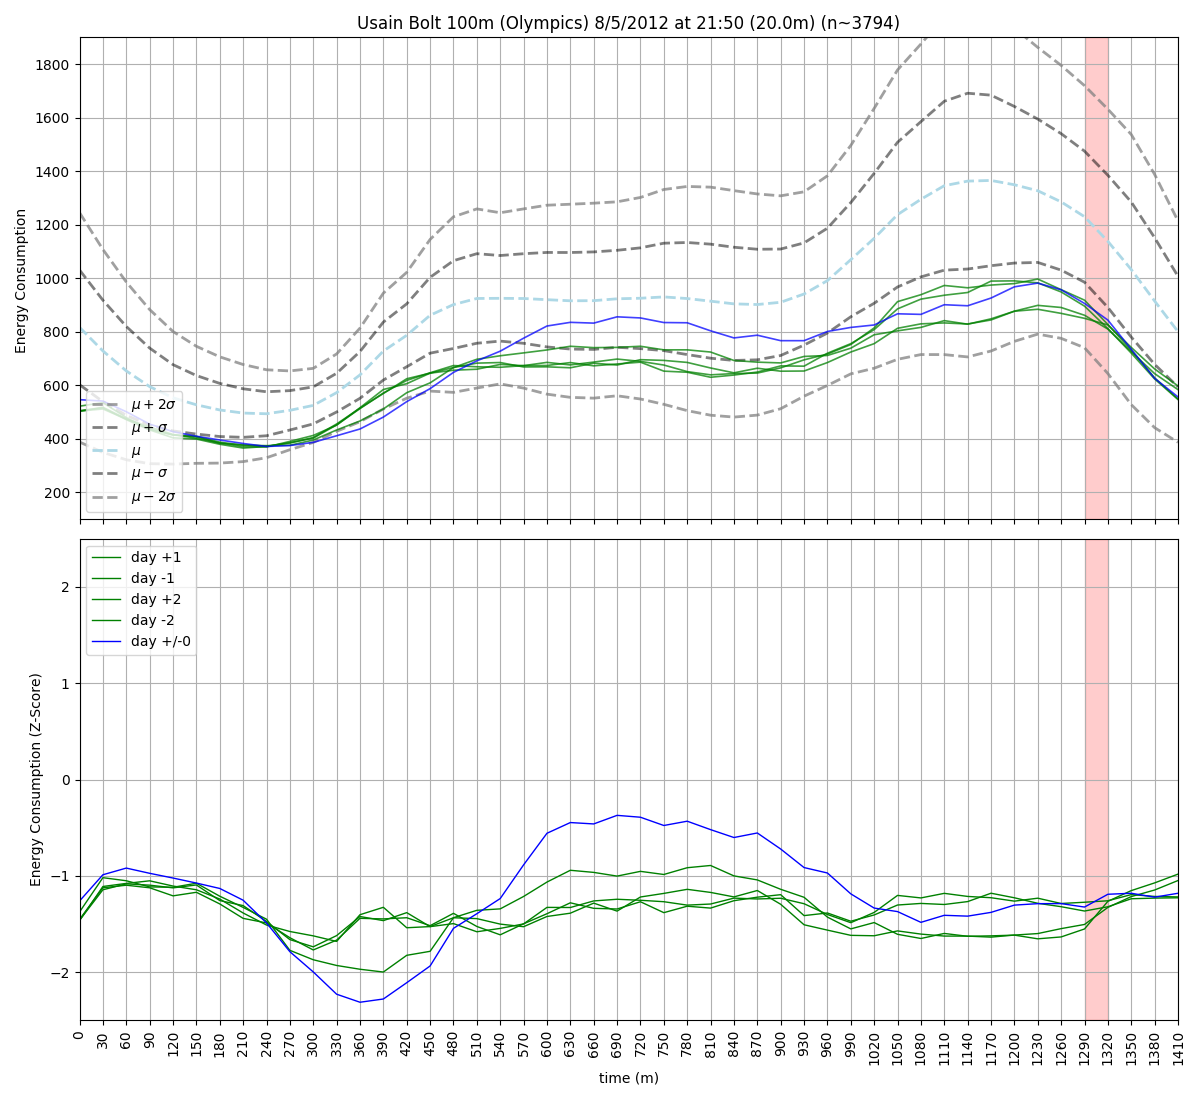 Usain Bolt 100m (Olympics) 8/5/2012 at 21:50 (20.0m) (n~3794)
Energy Consumption
1800
1600
1400
1200
1000
800
600
400
200
μ + 2σ
μ + σ
μ
μ − σ
μ − 2σ
Energy Consumption (Z-Score)
2
1
0
−1
−2
day +1
day -1
day +2
day -2
day +/-0
0 30 60 90 120 150 180 210 240 270 300 330 360 390 420 450 480 510 540 570 600 630 660 690 720 750 780 810 840 870 900 930 960 990 1020 1050 1080 1110 1140 1170 1200 1230 1260 1290 1320 1350 1380 1410
time (m)